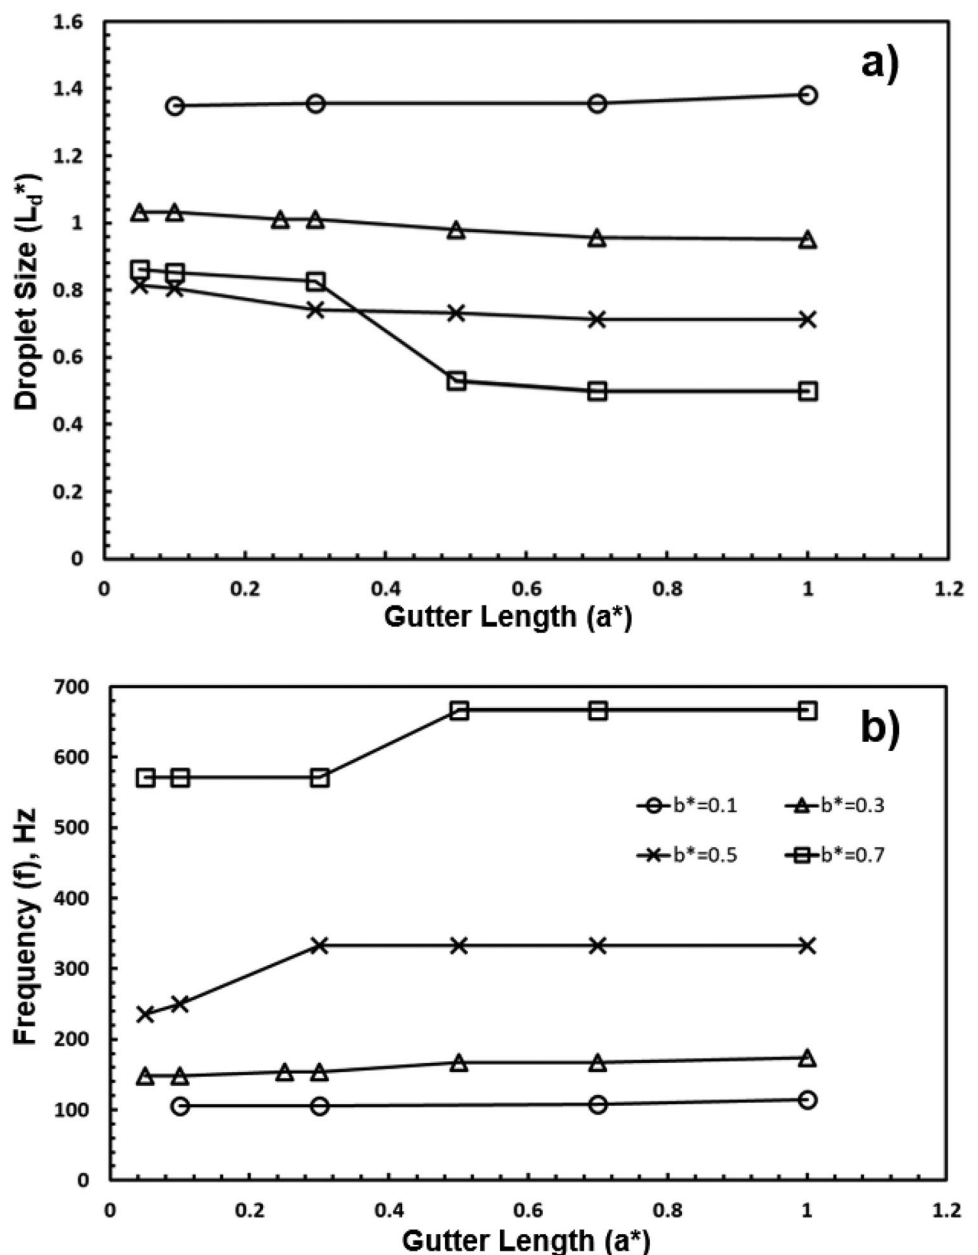 a)
1.6
1.4
1.2
1
0.8
0.6
0.4
0.2
0
Droplet Size (Ld*)
0 0.2 0.4 0.6 0.8 1 1.2
Gutter Length (a*)
b)
700
600
500
400
300
200
100
0
Frequency (f), Hz
b*=0.1 b*=0.3
b*=0.5 b*=0.7
0 0.2 0.4 0.6 0.8 1 1.2
Gutter Length (a*)